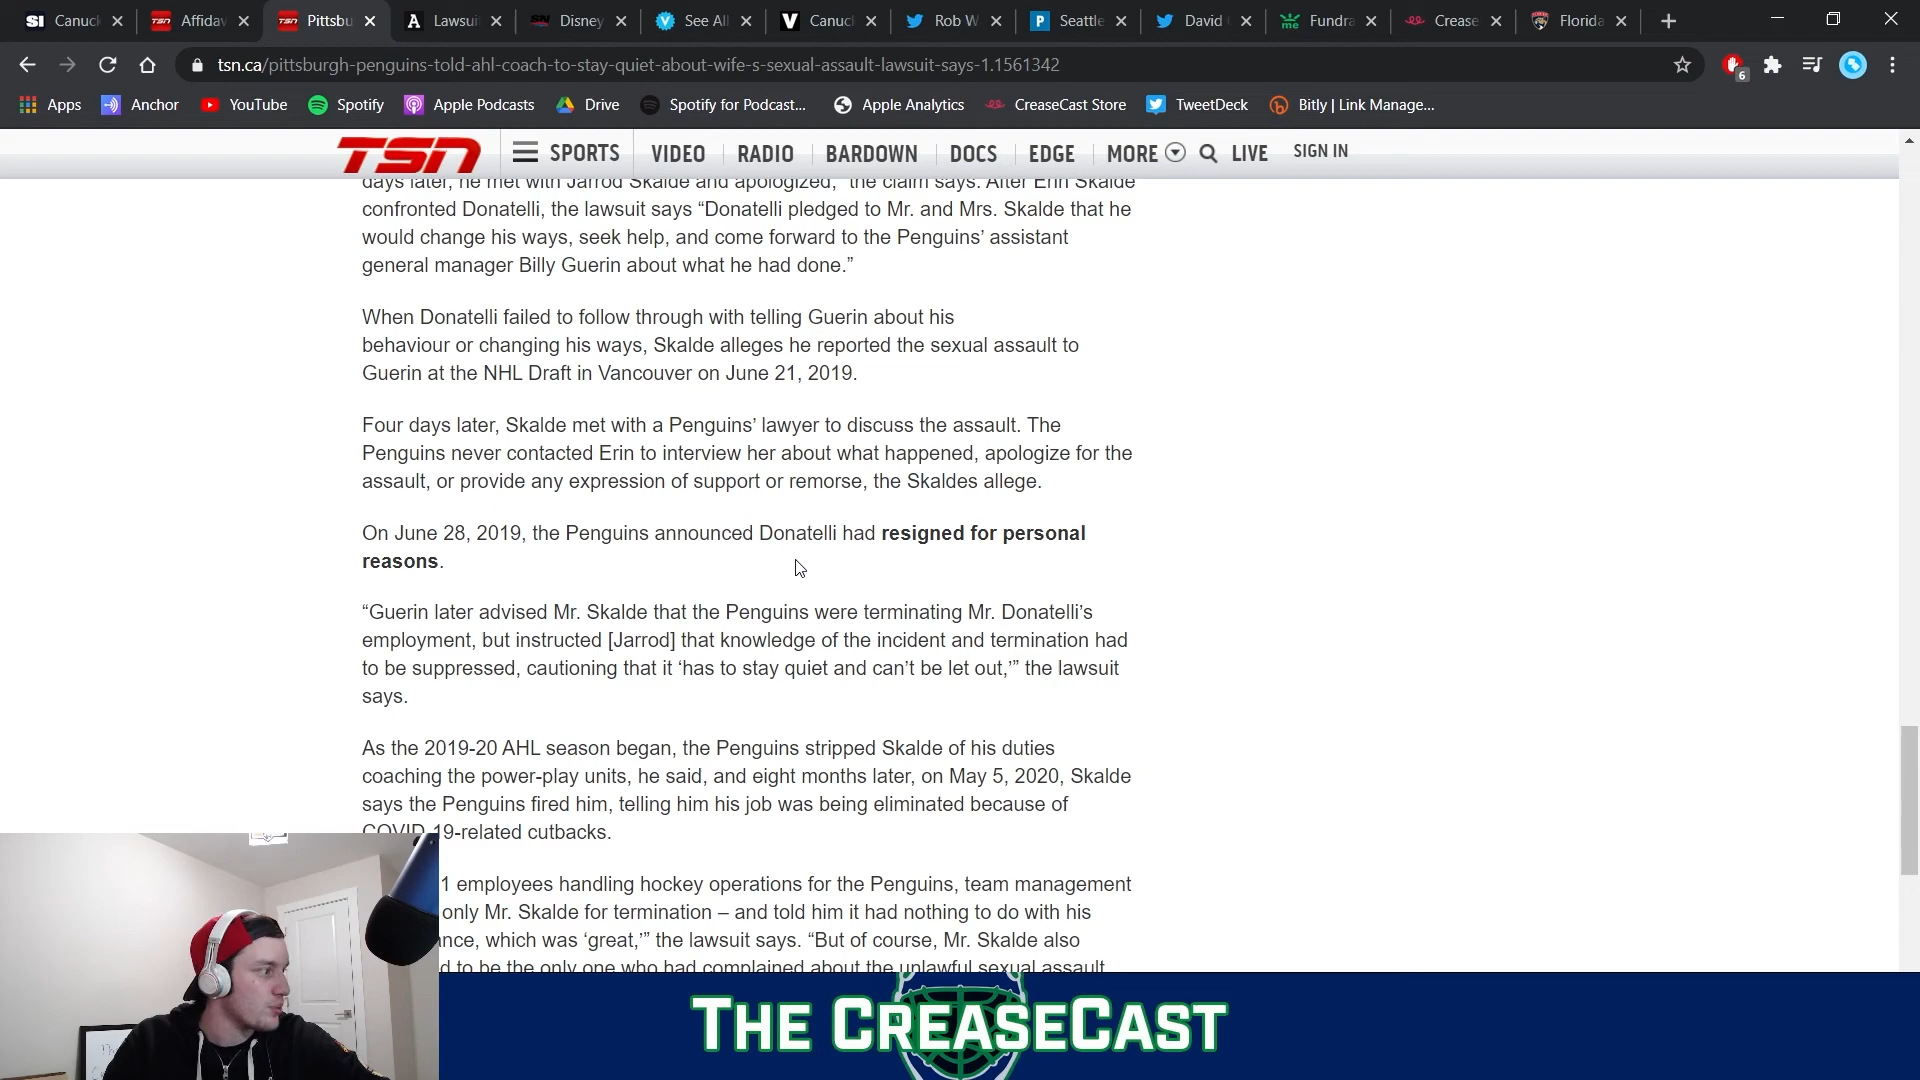 Canuck
Affidav
Pittsbu
Lawsui
Disney
See All
Canuck
Rob W
Seattle
David
Fundra
Crease
Florida
tsn.ca/pittsburgh-penguins-told-ahl-coach-to-stay-quiet-about-wife-s-sexual-assault-lawsuit-says-1.1561342
6
Apps Anchor YouTube Spotify Apple Podcasts Drive Spotify for Podcast... Apple Analytics CreaseCast Store TweetDeck Bitly | Link Manage...
TSN SPORTS VIDEO RADIO BARDOWN DOCS EDGE MORE LIVE SIGN IN
days later, he met with Jarrod Skalde and apologized,” the claim says. After Erin Skalde
confronted Donatelli, the lawsuit says “Donatelli pledged to Mr. and Mrs. Skalde that he
would change his ways, seek help, and come forward to the Penguins’ assistant
general manager Billy Guerin about what he had done.”
When Donatelli failed to follow through with telling Guerin about his
behaviour or changing his ways, Skalde alleges he reported the sexual assault to
Guerin at the NHL Draft in Vancouver on June 21, 2019.
Four days later, Skalde met with a Penguins’ lawyer to discuss the assault. The
Penguins never contacted Erin to interview her about what happened, apologize for the
assault, or provide any expression of support or remorse, the Skaldes allege.
On June 28, 2019, the Penguins announced Donatelli had resigned for personal
reasons.
“Guerin later advised Mr. Skalde that the Penguins were terminating Mr. Donatelli’s
employment, but instructed [Jarrod] that knowledge of the incident and termination had
to be suppressed, cautioning that it ‘has to stay quiet and can’t be let out,’” the lawsuit
says.
As the 2019-20 AHL season began, the Penguins stripped Skalde of his duties
coaching the power-play units, he said, and eight months later, on May 5, 2020, Skalde
says the Penguins fired him, telling him his job was being eliminated because of
COVID-19-related cutbacks.
1 employees handling hockey operations for the Penguins, team management
only Mr. Skalde for termination – and told him it had nothing to do with his
nce, which was ‘great,’” the lawsuit says. “But of course, Mr. Skalde also
d to be the only one who had complained about the unlawful sexual assault
THE CREASECAST